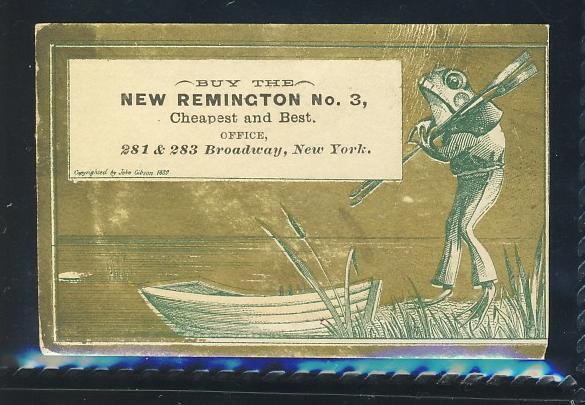 BUY THE
NEW REMINGTON No. 3,
Cheapest and Best.
OFFICE,
281 & 283 Broadway, New York.
Copyrighted by John Gibson 1882